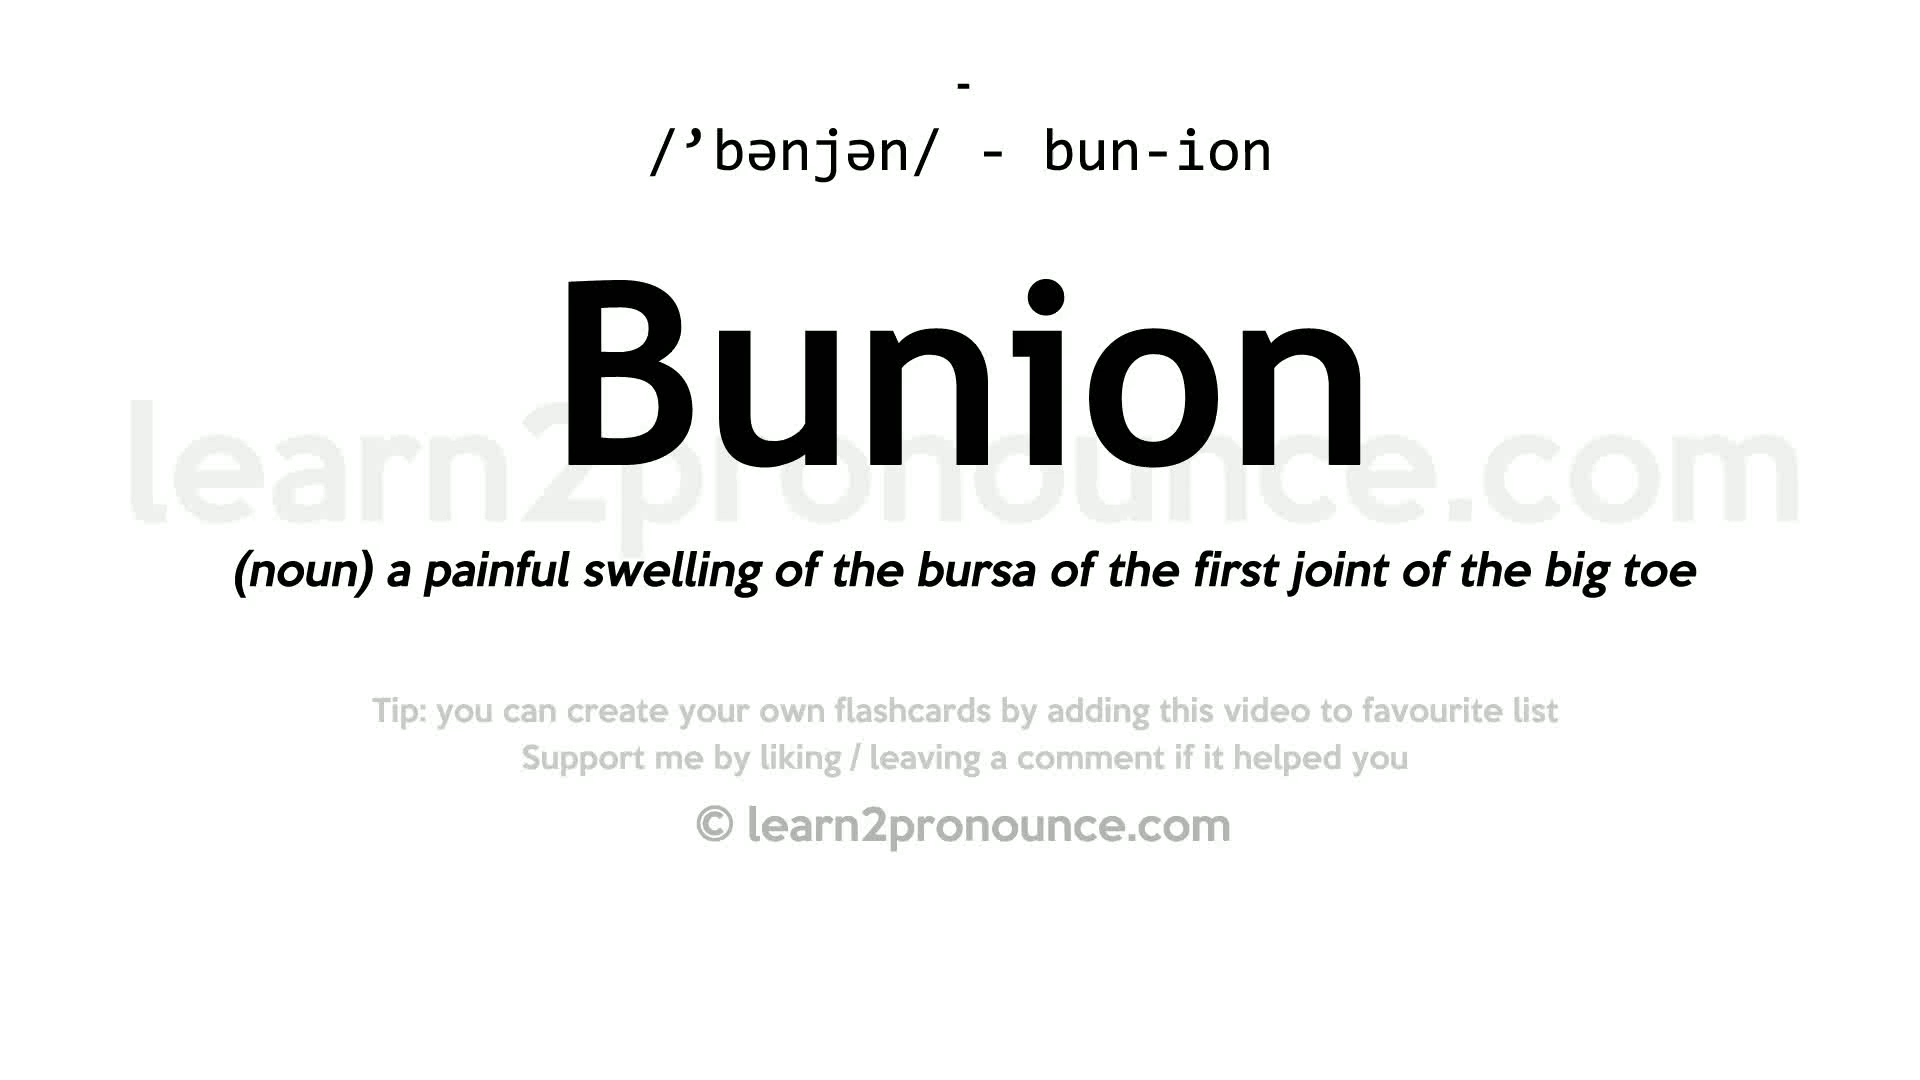 -
/’bənjən/ - bun-ion
Bunion
learn2pronounce.com
(noun) a painful swelling of the bursa of the first joint of the big toe
Tip: you can create your own flashcards by adding this video to favourite list
Support me by liking / leaving a comment if it helped you
© learn2pronounce.com